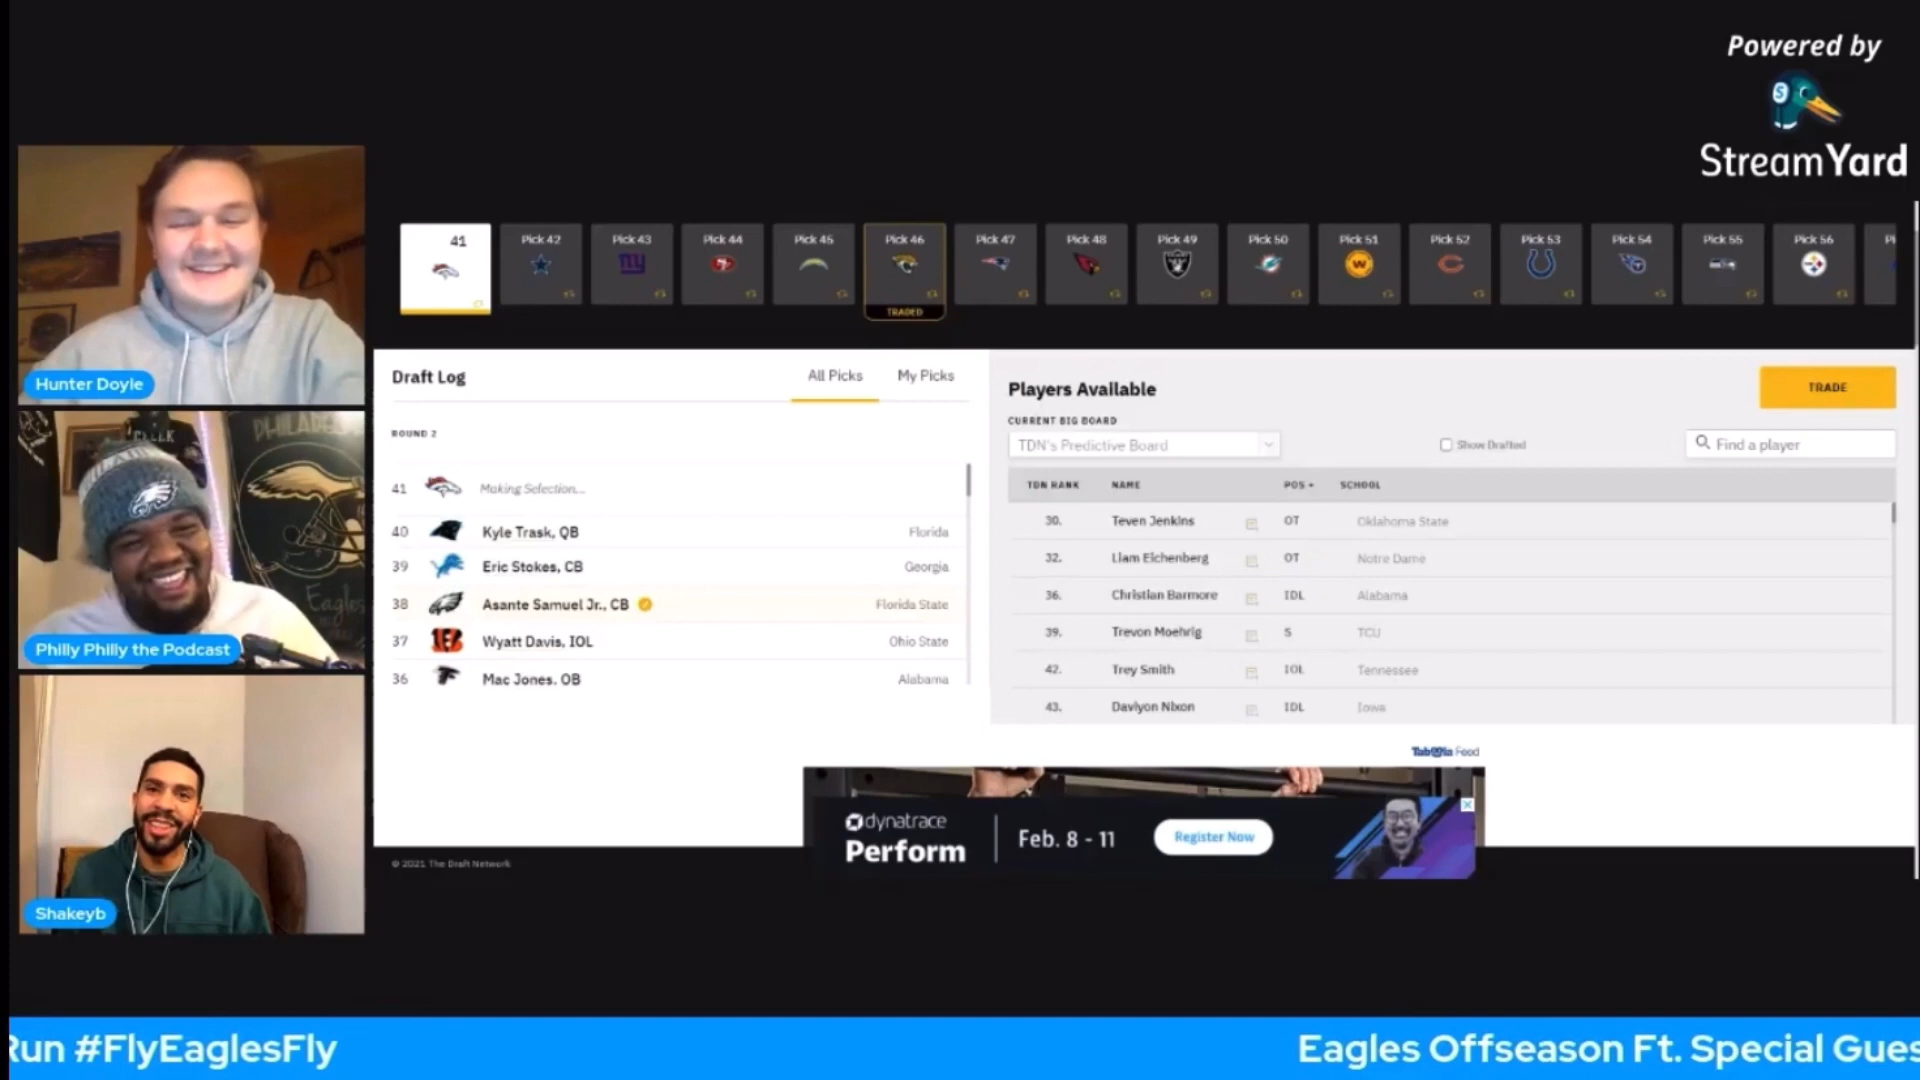 Powered by
StreamYard
41
Pick 42
Pick 43
Pick 44
Pick 45
Pick 46
Pick 47
Pick 48
Pick 49
Pick 50
Pick 51
Pick 52
Pick 53
Pick 54
Pick 55
Pick 56
TRADED
Hunter Doyle
Philly Philly the Podcast
Shakeyb
Draft Log
All Picks
My Picks
ROUND 2
41 Making Selection...
40 Kyle Trask, QB Florida
39 Eric Stokes, CB Georgia
38 Asante Samuel Jr., CB Florida State
37 Wyatt Davis, IOL Ohio State
36 Mac Jones, QB Alabama
Players Available
TRADE
CURRENT BIG BOARD
TDN's Predictive Board
Show Drafted
Find a player
TDN RANK NAME POS SCHOOL
30. Teven Jenkins OT Oklahoma State
32. Liam Eichenberg OT Notre Dame
36. Christian Barmore IDL Alabama
39. Trevon Moehrig S TCU
42. Trey Smith IOL Tennessee
43. Daviyon Nixon IDL Iowa
Taboola Feed
dynatrace
Perform
Feb. 8 - 11
Register Now
© 2021 The Draft Network
Run #FlyEaglesFly
Eagles Offseason Ft. Special Gues